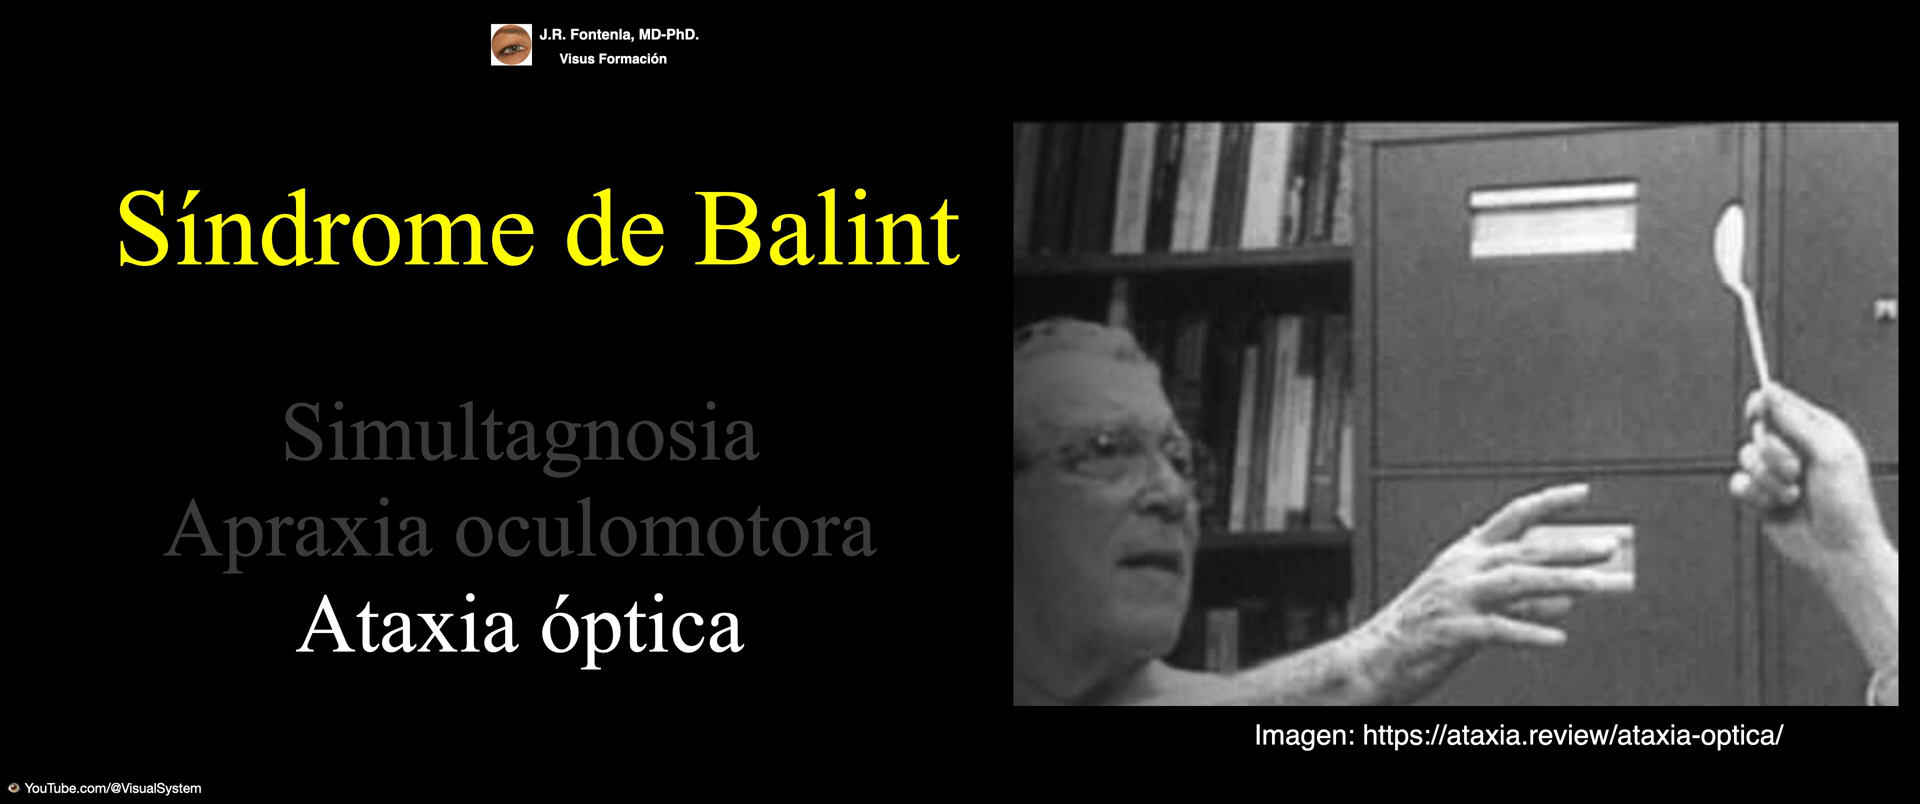 J.R. Fontenla, MD-PhD.
Visus Formación
Síndrome de Balint
Simultagnosia
Apraxia oculomotora
Ataxia óptica
Imagen: https://ataxia.review/ataxia-optica/
YouTube.com/@VisualSystem